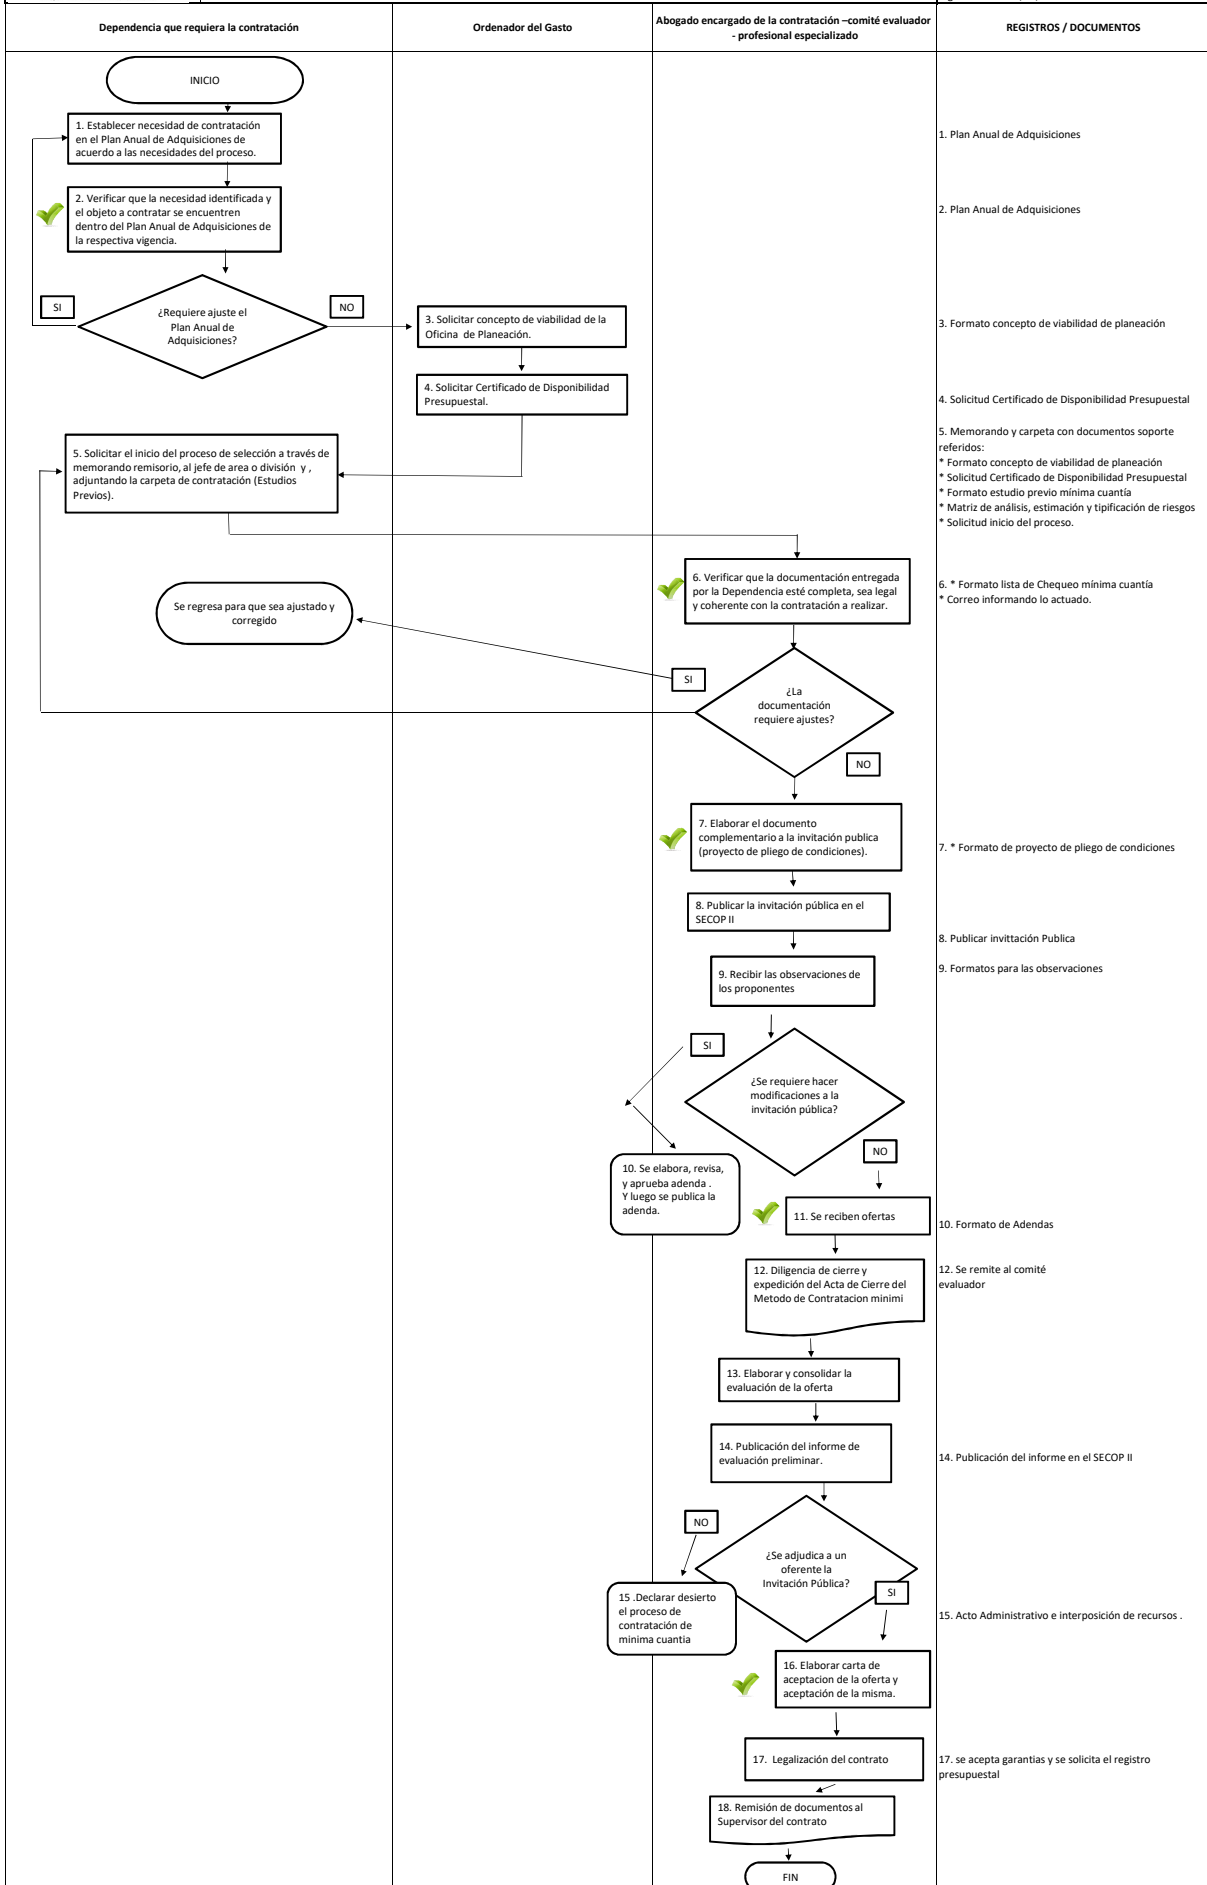 Dependencia que requiera la contratación
Ordenador del Gasto
Abogado encargado de la contratación –comité evaluador
- profesional especializado
REGISTROS / DOCUMENTOS
INICIO
1. Establecer necesidad de contratación
en el Plan Anual de Adquisiciones de
acuerdo a las necesidades del proceso.
1. Plan Anual de Adquisiciones
2. Verificar que la necesidad identificada y
el objeto a contratar se encuentren
dentro del Plan Anual de Adquisiciones de
la respectiva vigencia.
2. Plan Anual de Adquisiciones
SI
¿Requiere ajuste el
Plan Anual de
Adquisiciones?
NO
3. Solicitar concepto de viabilidad de la
Oficina de Planeación.
3. Formato concepto de viabilidad de planeación
4. Solicitar Certificado de Disponibilidad
Presupuestal.
4. Solicitud Certificado de Disponibilidad Presupuestal
5. Solicitar el inicio del proceso de selección a través de
memorando remisorio, al jefe de area o división y ,
adjuntando la carpeta de contratación (Estudios
Previos).
5. Memorando y carpeta con documentos soporte
referidos:
* Formato concepto de viabilidad de planeación
* Solicitud Certificado de Disponibilidad Presupuestal
* Formato estudio previo mínima cuantía
* Matriz de análisis, estimación y tipificación de riesgos
* Solicitud inicio del proceso.
6. Verificar que la documentación entregada
por la Dependencia esté completa, sea legal
y coherente con la contratación a realizar.
6. * Formato lista de Chequeo mínima cuantía
* Correo informando lo actuado.
Se regresa para que sea ajustado y
corregido
SI
¿La
documentación
requiere ajustes?
NO
7. Elaborar el documento
complementario a la invitación publica
(proyecto de pliego de condiciones).
7. * Formato de proyecto de pliego de condiciones
8. Publicar la invitación pública en el
SECOP II
8. Publicar invittación Publica
9. Recibir las observaciones de
los proponentes
9. Formatos para las observaciones
SI
¿Se requiere hacer
modificaciones a la
invitación pública?
NO
10. Se elabora, revisa,
y aprueba adenda .
Y luego se publica la
adenda.
11. Se reciben ofertas
10. Formato de Adendas
12. Diligencia de cierre y
expedición del Acta de Cierre del
Metodo de Contratacion minimi
12. Se remite al comité
evaluador
13. Elaborar y consolidar la
evaluación de la oferta
14. Publicación del informe de
evaluación preliminar.
14. Publicación del informe en el SECOP II
NO
¿Se adjudica a un
oferente la
Invitación Pública?
SI
15 .Declarar desierto
el proceso de
contratación de
minima cuantia
15. Acto Administrativo e interposición de recursos .
16. Elaborar carta de
aceptacion de la oferta y
aceptación de la misma.
17. Legalización del contrato
17. se acepta garantias y se solicita el registro
presupuestal
18. Remisión de documentos al
Supervisor del contrato
FIN